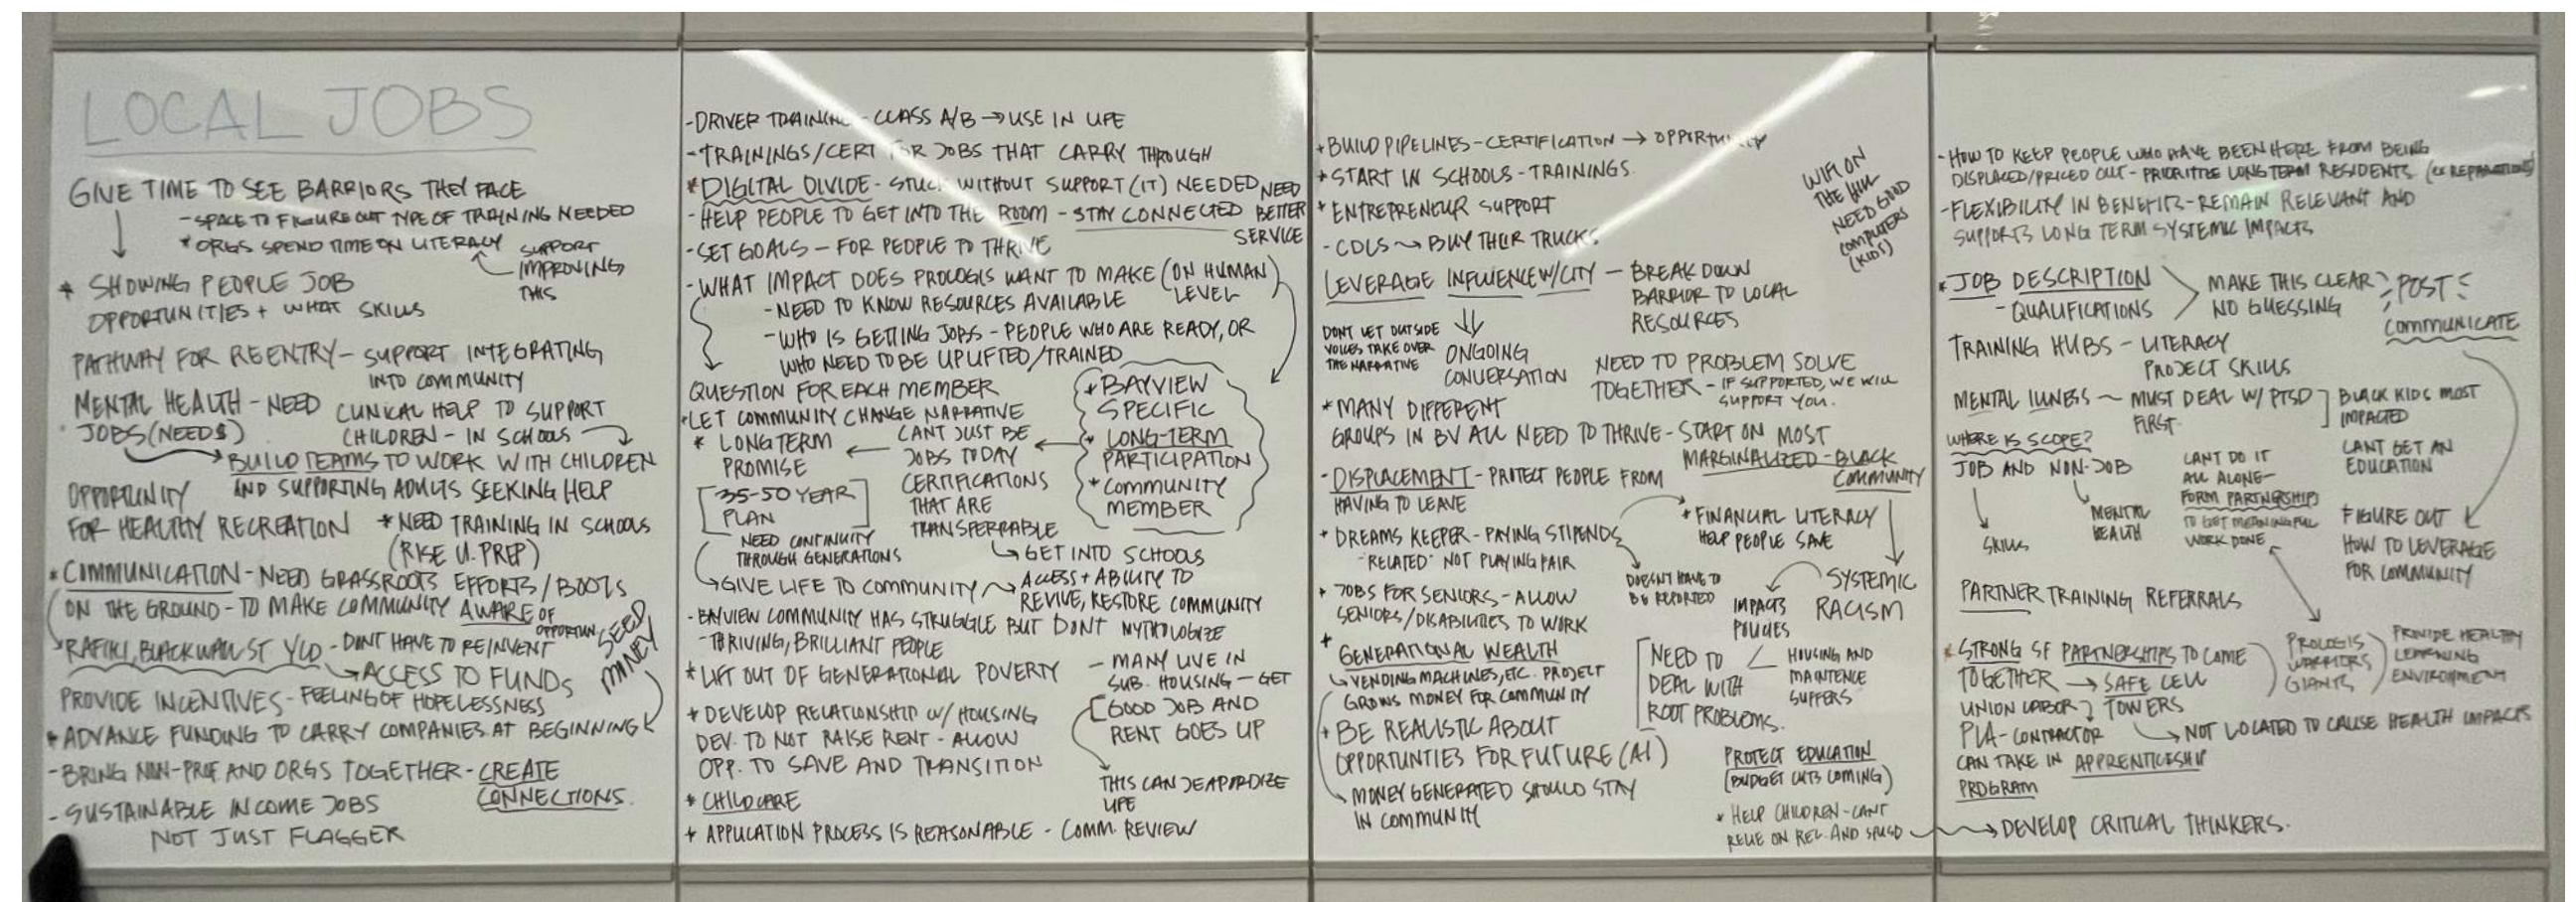 LOCAL JOBS
GIVE TIME TO SEE BARRIORS THEY FACE
- SPACE TO FIGURE OUT TYPE OF TRAINING NEEDED
* ORGS SPEND TIME ON LITERACY
SUPPORT
IMPROVING
THIS
* SHOWING PEOPLE JOB
OPPORTUNITIES + WHAT SKILLS
PATHWAY FOR REENTRY - SUPPORT INTEGRATING
INTO COMMUNITY
MENTAL HEALTH - NEED CLINICAL HELP TO SUPPORT
JOBS (NEEDS) CHILDREN - IN SCHOOLS
BUILD TEAMS TO WORK WITH CHILDREN
AND SUPPORTING ADULTS SEEKING HELP
OPPORTUNITY
FOR HEALTHY RECREATION
* NEED TRAINING IN SCHOOLS
(RISE U. PREP)
* COMMUNICATION - NEED GRASSROOTS EFFORTS/BOOTS
ON THE GROUND - TO MAKE COMMUNITY AWARE OF
OPPORTUN.
RAFIKI, BLACK WALL ST YCD - DONT HAVE TO REINVENT
→ ACCESS TO FUNDS
SEED
MONEY
PROVIDE INCENTIVES - FEELING OF HOPELESSNESS
* ADVANCE FUNDING TO CARRY COMPANIES AT BEGINNING
- BRING NON-PROF AND ORGS TOGETHER - CREATE
CONNECTIONS.
- SUSTAINABLE INCOME JOBS
NOT JUST FLAGGER
- DRIVER TRAINING - CLASS A/B → USE IN LIFE
- TRAININGS/CERT FOR JOBS THAT CARRY THROUGH
* DIGITAL DIVIDE - STUCK WITHOUT SUPPORT (IT) NEEDED
NEED
BETTER
SERVICE
- HELP PEOPLE TO GET INTO THE ROOM - STAY CONNECTED
- SET GOALS - FOR PEOPLE TO THRIVE
- WHAT IMPACT DOES PROLOGIS WANT TO MAKE (ON HUMAN
LEVEL)
- NEED TO KNOW RESOURCES AVAILABLE
- WHO IS GETTING JOBS - PEOPLE WHO ARE READY, OR
WHO NEED TO BE UPLIFTED/TRAINED
QUESTION FOR EACH MEMBER
* BAYVIEW
SPECIFIC
* LONG-TERM
PARTICIPATION
* COMMUNITY
MEMBER
* LET COMMUNITY CHANGE NARRATIVE
* LONG TERM
PROMISE
[35-50 YEAR
PLAN]
CANT JUST BE
JOBS TODAY
CERTIFICATIONS
THAT ARE
TRANSFERRABLE
→ GET INTO SCHOOLS
NEED CONTINUITY
THROUGH GENERATIONS
→ GIVE LIFE TO COMMUNITY → ACCESS + ABILITY TO
REVIVE, RESTORE COMMUNITY
- BAYVIEW COMMUNITY HAS STRUGGLE BUT DONT MYTHOLOGIZE
- THRIVING, BRILLIANT PEOPLE
* LIFT OUT OF GENERATIONAL POVERTY
- MANY LIVE IN
SUB. HOUSING - GET
GOOD JOB AND
RENT GOES UP
THIS CAN JEAPORDIZE
LIFE
* DEVELOP RELATIONSHIP W/ HOUSING
DEV. TO NOT RAISE RENT - ALLOW
OPP. TO SAVE AND TRANSITION
* CHILDCARE
* APPLICATION PROCESS IS REASONABLE - COMM. REVIEW
* BUILD PIPELINES - CERTIFICATION → OPPORTUNITY
* START IN SCHOOLS - TRAININGS.
* ENTREPRENEUR SUPPORT
- CDLS → BUY THEIR TRUCKS
WIFI ON
THE HILL
NEED GOOD
COMPUTERS
(KIDS)
LEVERAGE INFLUENCE W/CITY - BREAK DOWN
BARRIER TO LOCAL
RESOURCES
DONT LET OUTSIDE
VOICES TAKE OVER
THE NARRATIVE
ONGOING
CONVERSATION
NEED TO PROBLEM SOLVE
TOGETHER - IF SUPPORTED, WE WILL
SUPPORT YOU.
* MANY DIFFERENT
GROUPS IN BV ALL NEED TO THRIVE - START ON MOST
MARGINALIZED - BLACK
COMMUNITY
- DISPLACEMENT - PROTECT PEOPLE FROM
HAVING TO LEAVE
* FINANCIAL LITERACY
HELP PEOPLE SAVE
* DREAMS KEEPER - PAYING STIPENDS
- "RELATED" NOT PLAYING FAIR
DOESN'T HAVE TO
BE REPORTED
SYSTEMIC
RACISM
IMPACTS
POLICIES
* JOBS FOR SENIORS - ALLOW
SENIORS/DISABILITIES TO WORK
* GENERATIONAL WEALTH
VENDING MACHINES, ETC. PROJECT
GROWS MONEY FOR COMMUNITY
NEED TO
DEAL WITH
ROOT PROBLEMS.
HOUSING AND
MAINTENCE
SUFFERS
* BE REALISTIC ABOUT
OPPORTUNTIES FOR FUTURE (AI)
MONEY GENERATED SHOULD STAY
IN COMMUNITY
PROTECT EDUCATION
(BUDGET CUTS COMING)
* HELP CHILDREN - CANT
RELIE ON REL. AND SFUSD → DEVELOP CRITICAL THINKERS.
- HOW TO KEEP PEOPLE WHO HAVE BEEN HERE FROM BEING
DISPLACED/PRICED OUT - PRIORITIZE LONG TERM RESIDENTS (EX REPARATIONS)
- FLEXIBILITY IN BENEFITS - REMAIN RELEVANT AND
SUPPORTS LONG TERM SYSTEMIC IMPACTS
* JOB DESCRIPTION
- QUALIFICATIONS
MAKE THIS CLEAR
NO GUESSING
POST
COMMUNICATE
TRAINING HUBS - LITERACY
PROJECT SKILLS
MENTAL ILLNESS - MUST DEAL W/ PTSD
FIRST.
BLACK KIDS MOST
IMPACTED
CANT GET AN
EDUCATION
WHERE IS SCOPE?
JOB AND NON-JOB
SKILLS
MENTAL
HEALTH
CANT DO IT
ALL ALONE -
FORM PARTNERSHIPS
TO GET MEANINGFUL
WORK DONE
FIGURE OUT
HOW TO LEVERAGE
FOR COMMUNITY
PARTNER TRAINING REFERRALS
* STRONG SF PARTNERSHIPS TO COME
TOGETHER → SAFE CELL
TOWERS
PROLOGIS
WARRIORS
GIANTS
PROVIDE HEALTHY
LEARNING
ENVIRONMENT
→ NOT LOCATED TO CAUSE HEALTH IMPACTS
UNION LABOR
PLA - CONTRACTOR
CAN TAKE IN APPRENTICESHIP
PROGRAM